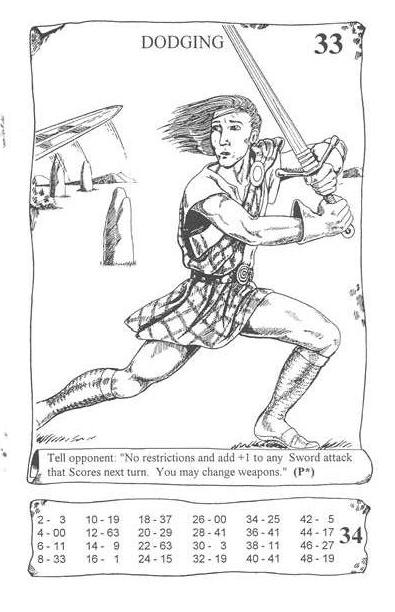 DODGING 33
Tell opponent: "No restrictions and add +1 to any Sword attack
that Scores next turn. You may change weapons." (P*)
2 - 3 10 - 19 18 - 37 26 - 00 34 - 25 42 - 5
4 - 00 12 - 63 20 - 29 28 - 41 36 - 41 44 - 17
34
6 - 11 14 - 9 22 - 63 30 - 3 38 - 11 46 - 27
8 - 33 16 - 1 24 - 15 32 - 19 40 - 41 48 - 19